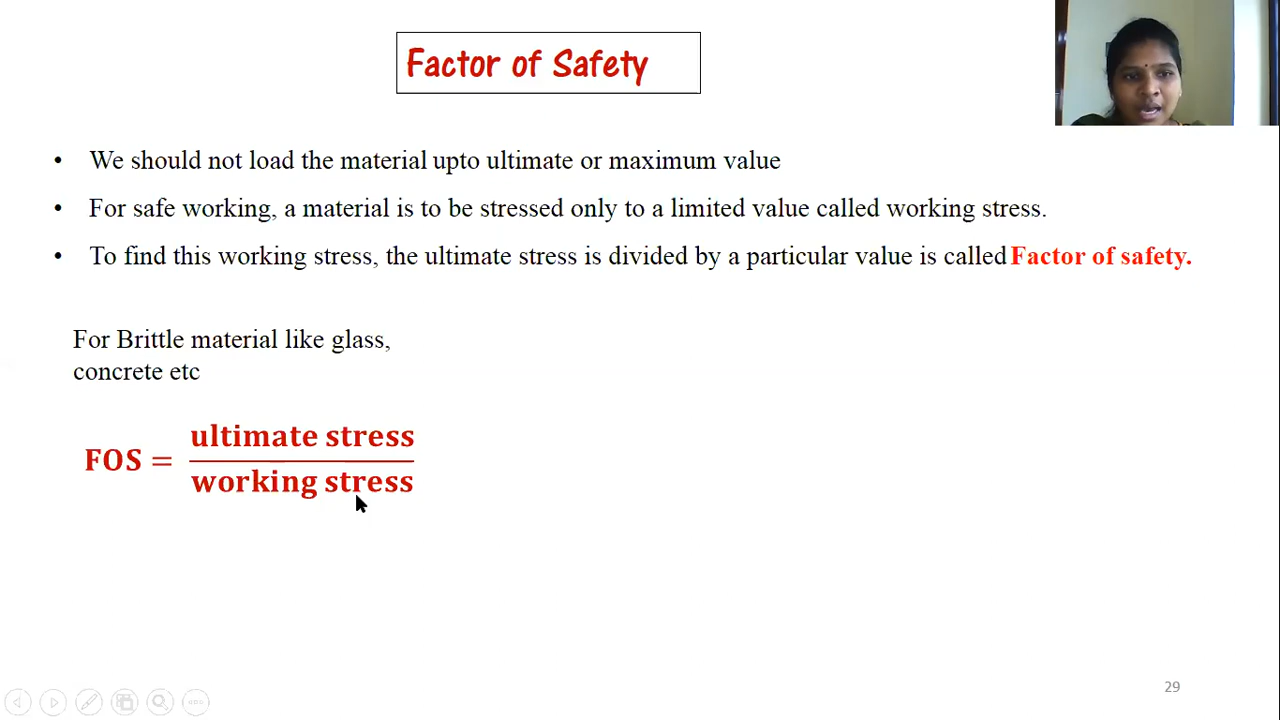 Factor of Safety
• We should not load the material upto ultimate or maximum value
• For safe working, a material is to be stressed only to a limited value called working stress.
• To find this working stress, the ultimate stress is divided by a particular value is called Factor of safety.
For Brittle material like glass,
concrete etc
FOS = ultimate stress
working stress
29